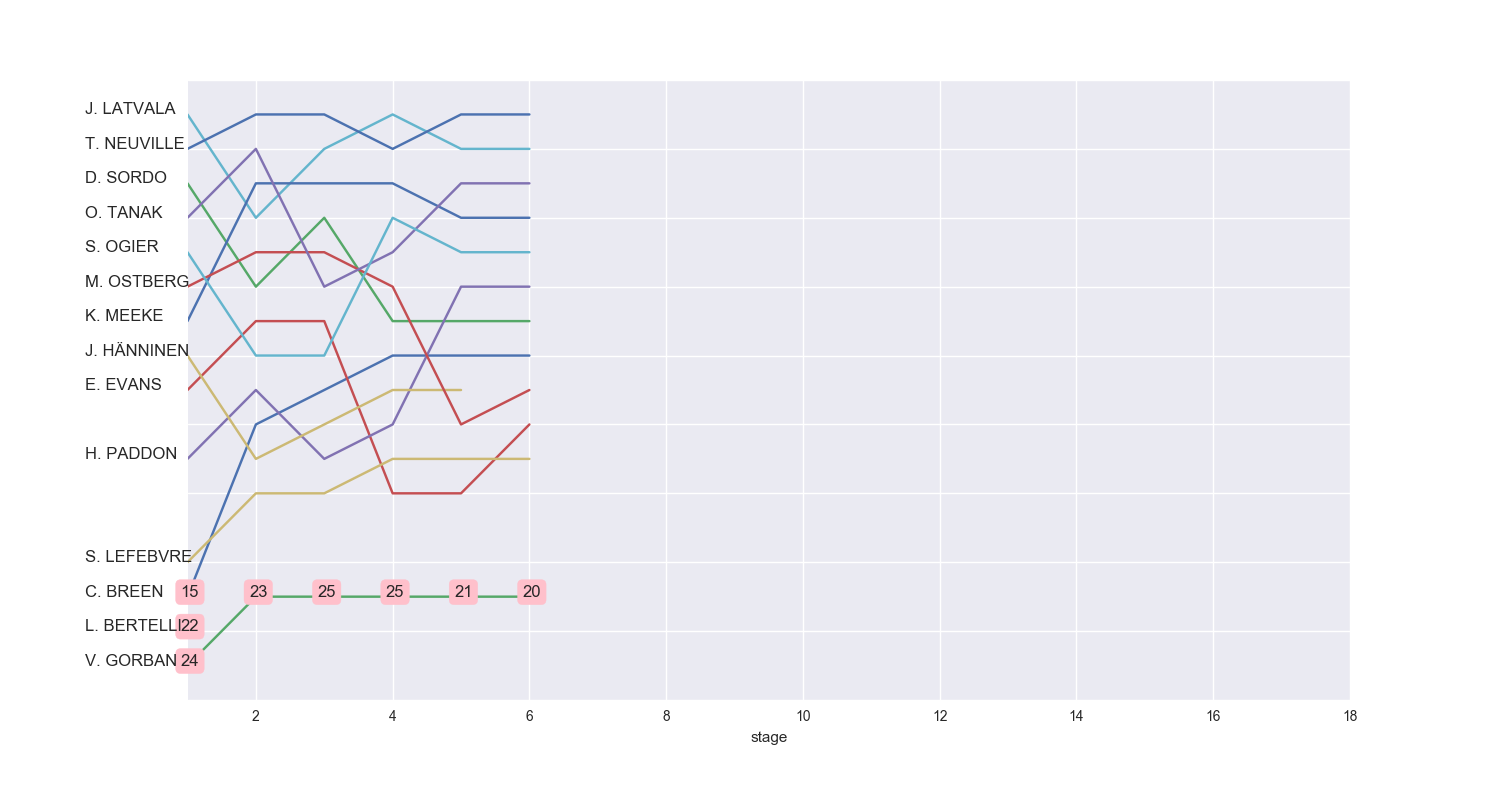 J. LATVALA
T. NEUVILLE
D. SORDO
O. TANAK
S. OGIER
M. OSTBERG
K. MEEKE
J. HÄNNINEN
E. EVANS
H. PADDON
S. LEFEBVRE
C. BREEN 15 23 25 25 21 20
L. BERTELLI 22
V. GORBAN 24
2 4 6 8 10 12 14 16 18
stage